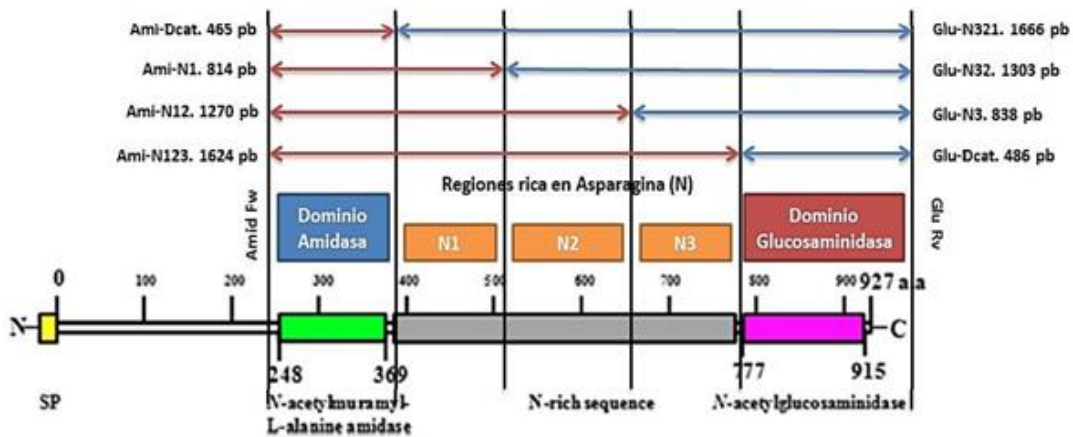 Ami-Dcat. 465 pb
Glu-N321. 1666 pb
Ami-N1. 814 pb
Glu-N32. 1303 pb
Ami-N12. 1270 pb
Glu-N3. 838 pb
Ami-N123. 1624 pb
Glu-Dcat. 486 pb
Regiones rica en Asparagina (N)
Amid Fw
Dominio
Amidasa
N1
N2
N3
Dominio
Glucosaminidasa
Glu Rv
0
100
200
300
400
500
600
700
500
900
927 a.a
N
C
248
369
777
915
SP
N-acetylmuramyl-
L-alanine amidase
N-rich sequence
N-acetylglucosaminidase